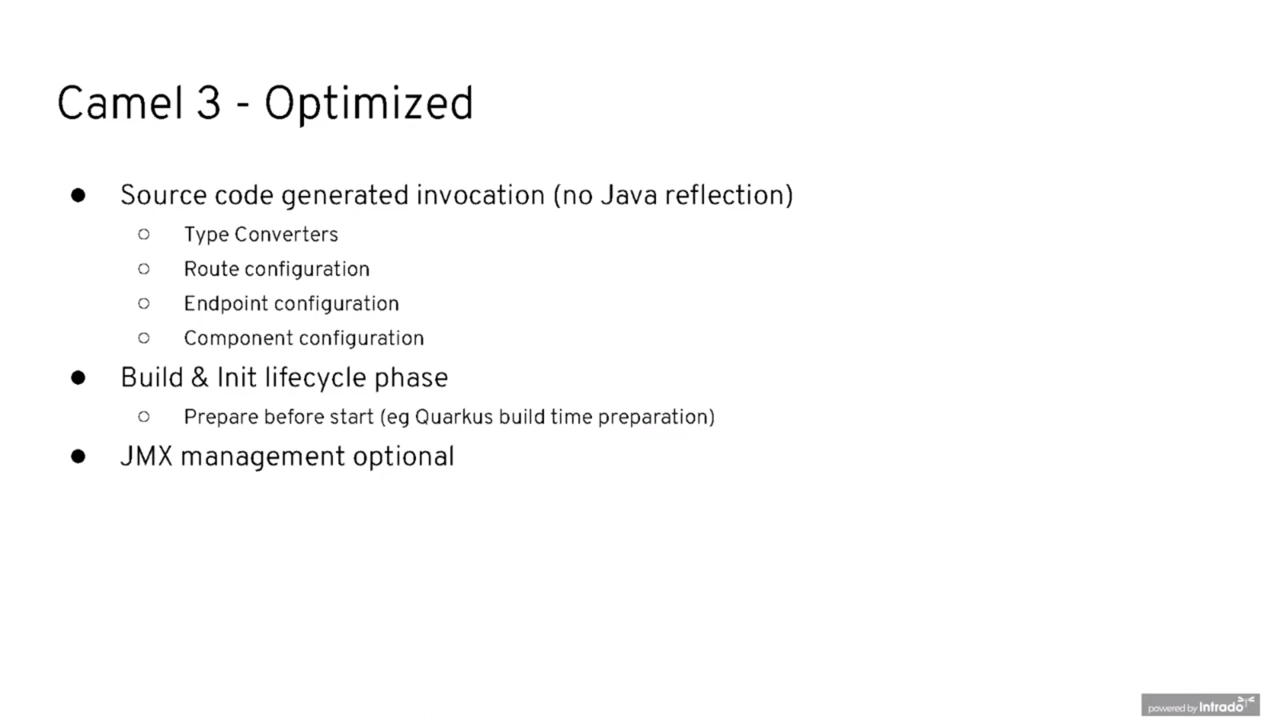 Camel 3 - Optimized
● Source code generated invocation (no Java reflection)
○ Type Converters
○ Route configuration
○ Endpoint configuration
○ Component configuration
● Build & Init lifecycle phase
○ Prepare before start (eg Quarkus build time preparation)
● JMX management optional
powered by Intrado